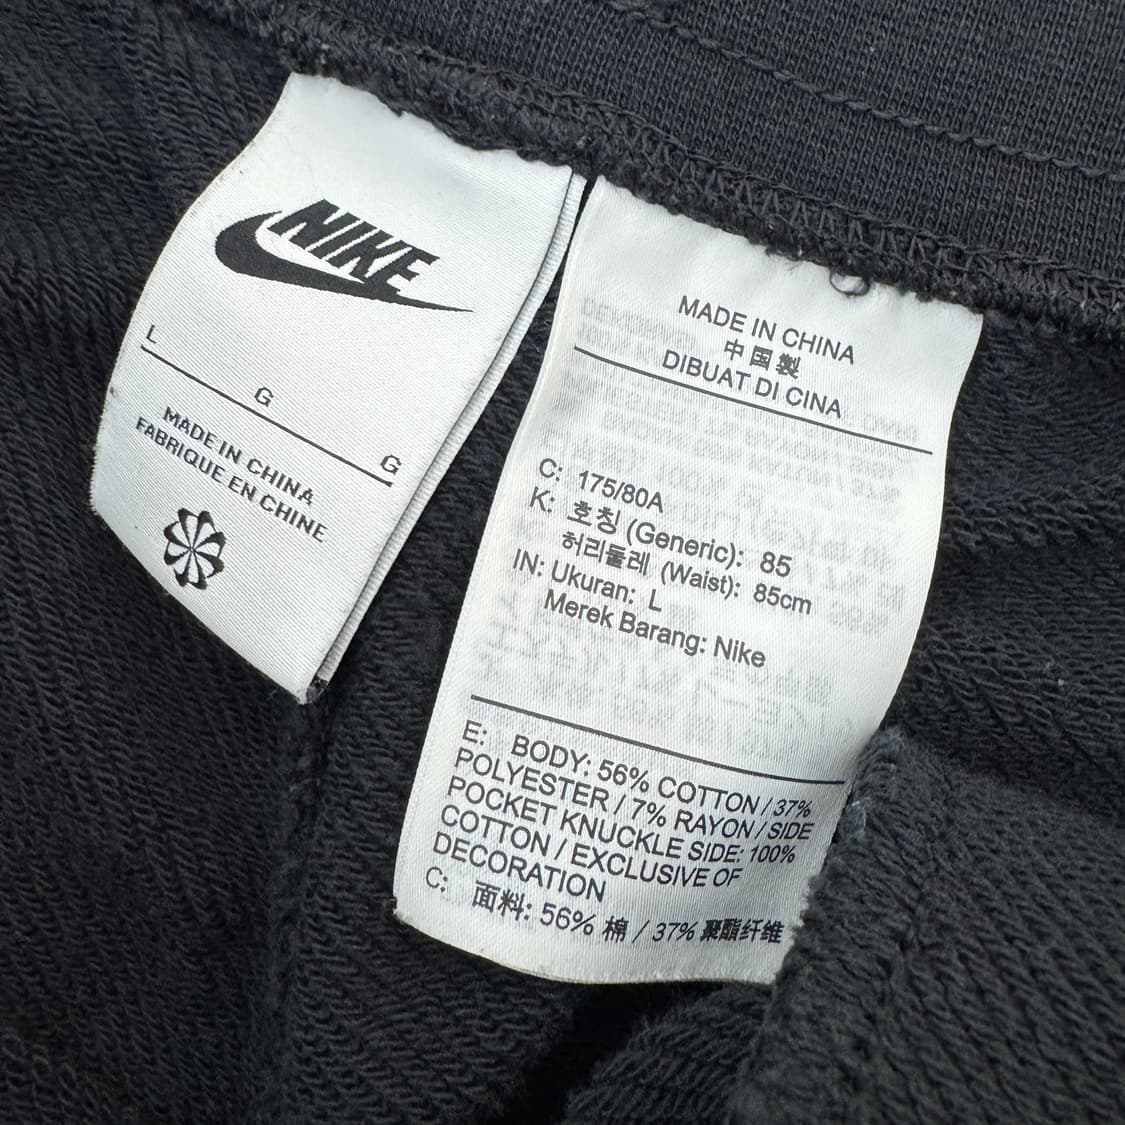 NIKE
L G G
MADE IN CHINA
FABRIQUE EN CHINE
MADE IN CHINA
中国製
DIBUAT DI CINA
C: 175/80A
K: 호칭 (Generic): 85
허리둘레 (Waist): 85cm
IN: Ukuran: L
Merek Barang: Nike
E: BODY: 56% COTTON / 37%
POLYESTER / 7% RAYON / SIDE
POCKET KNUCKLE SIDE: 100%
COTTON / EXCLUSIVE OF
DECORATION
C: 面料: 56% 棉 / 37% 聚酯纤维